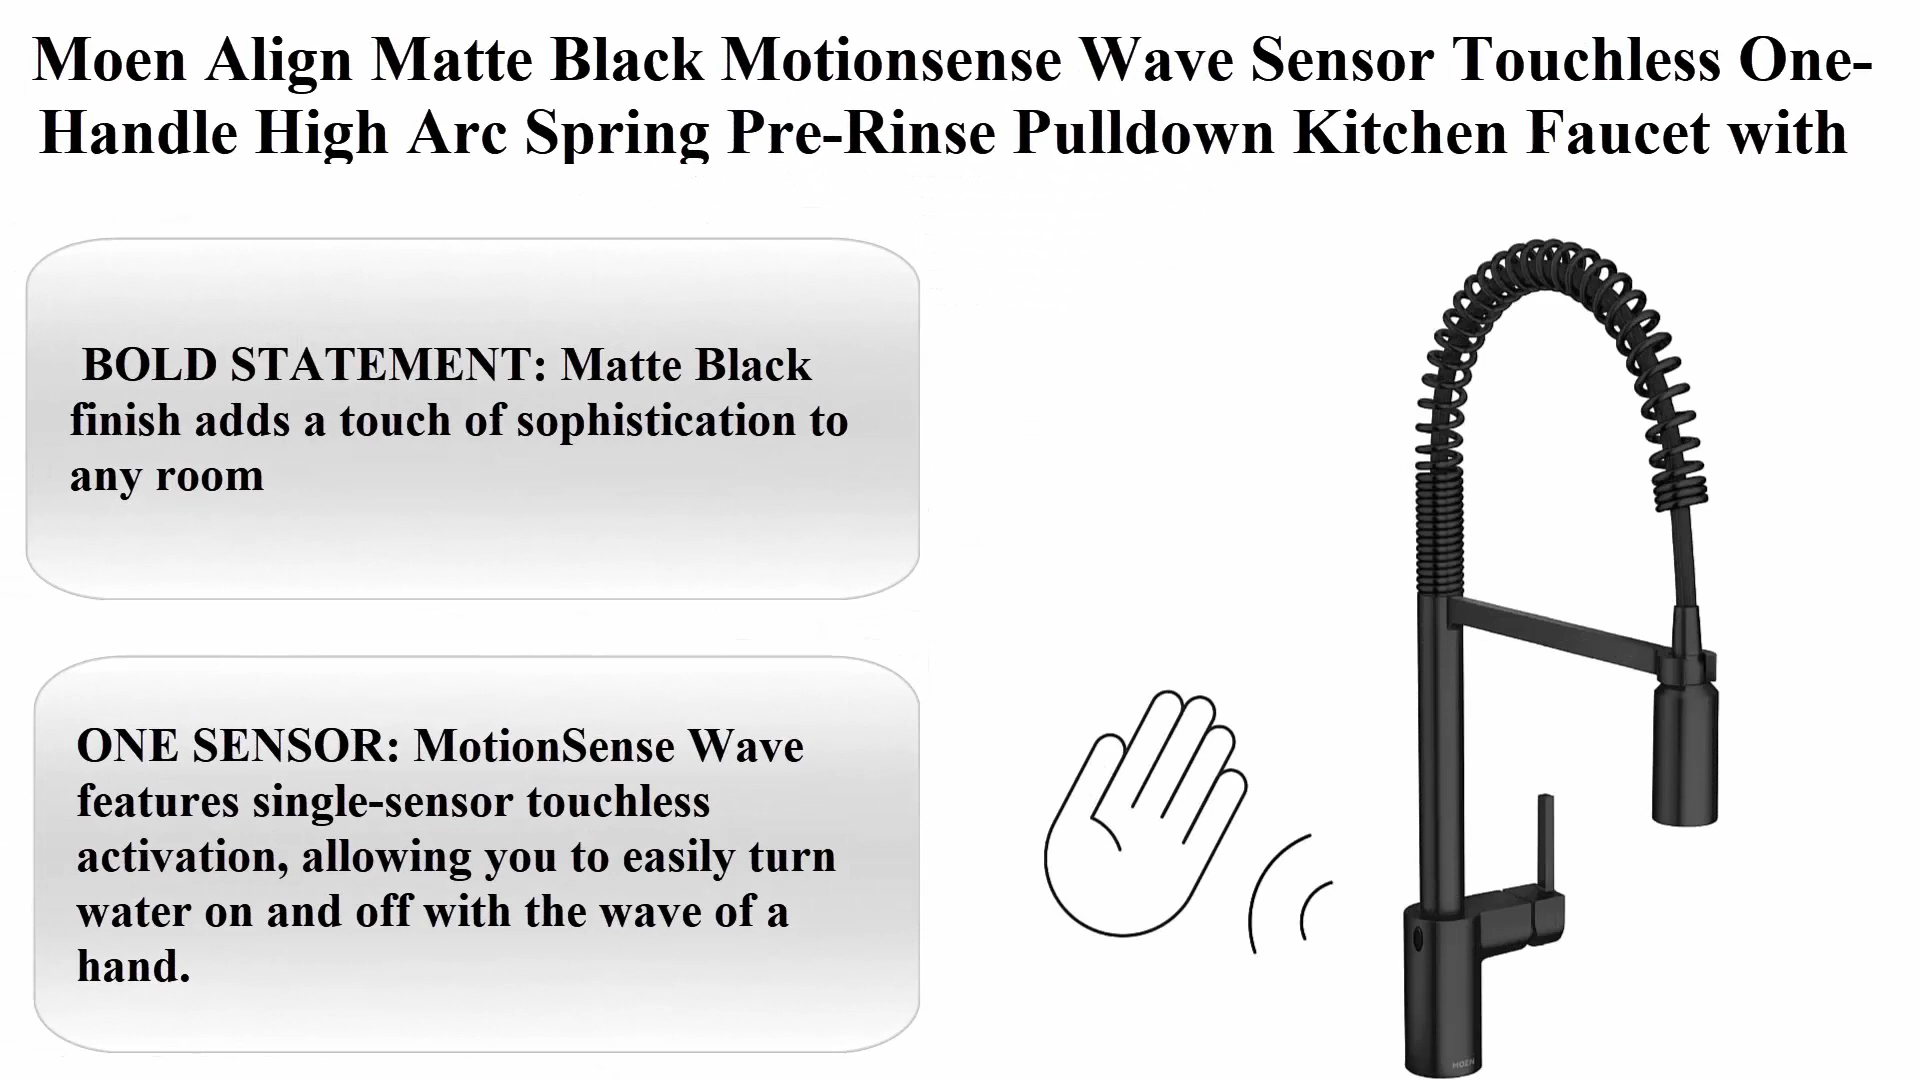 Moen Align Matte Black Motionsense Wave Sensor Touchless One-
Handle High Arc Spring Pre-Rinse Pulldown Kitchen Faucet with
BOLD STATEMENT: Matte Black
finish adds a touch of sophistication to
any room
ONE SENSOR: MotionSense Wave
features single-sensor touchless
activation, allowing you to easily turn
water on and off with the wave of a
hand.
MOEN